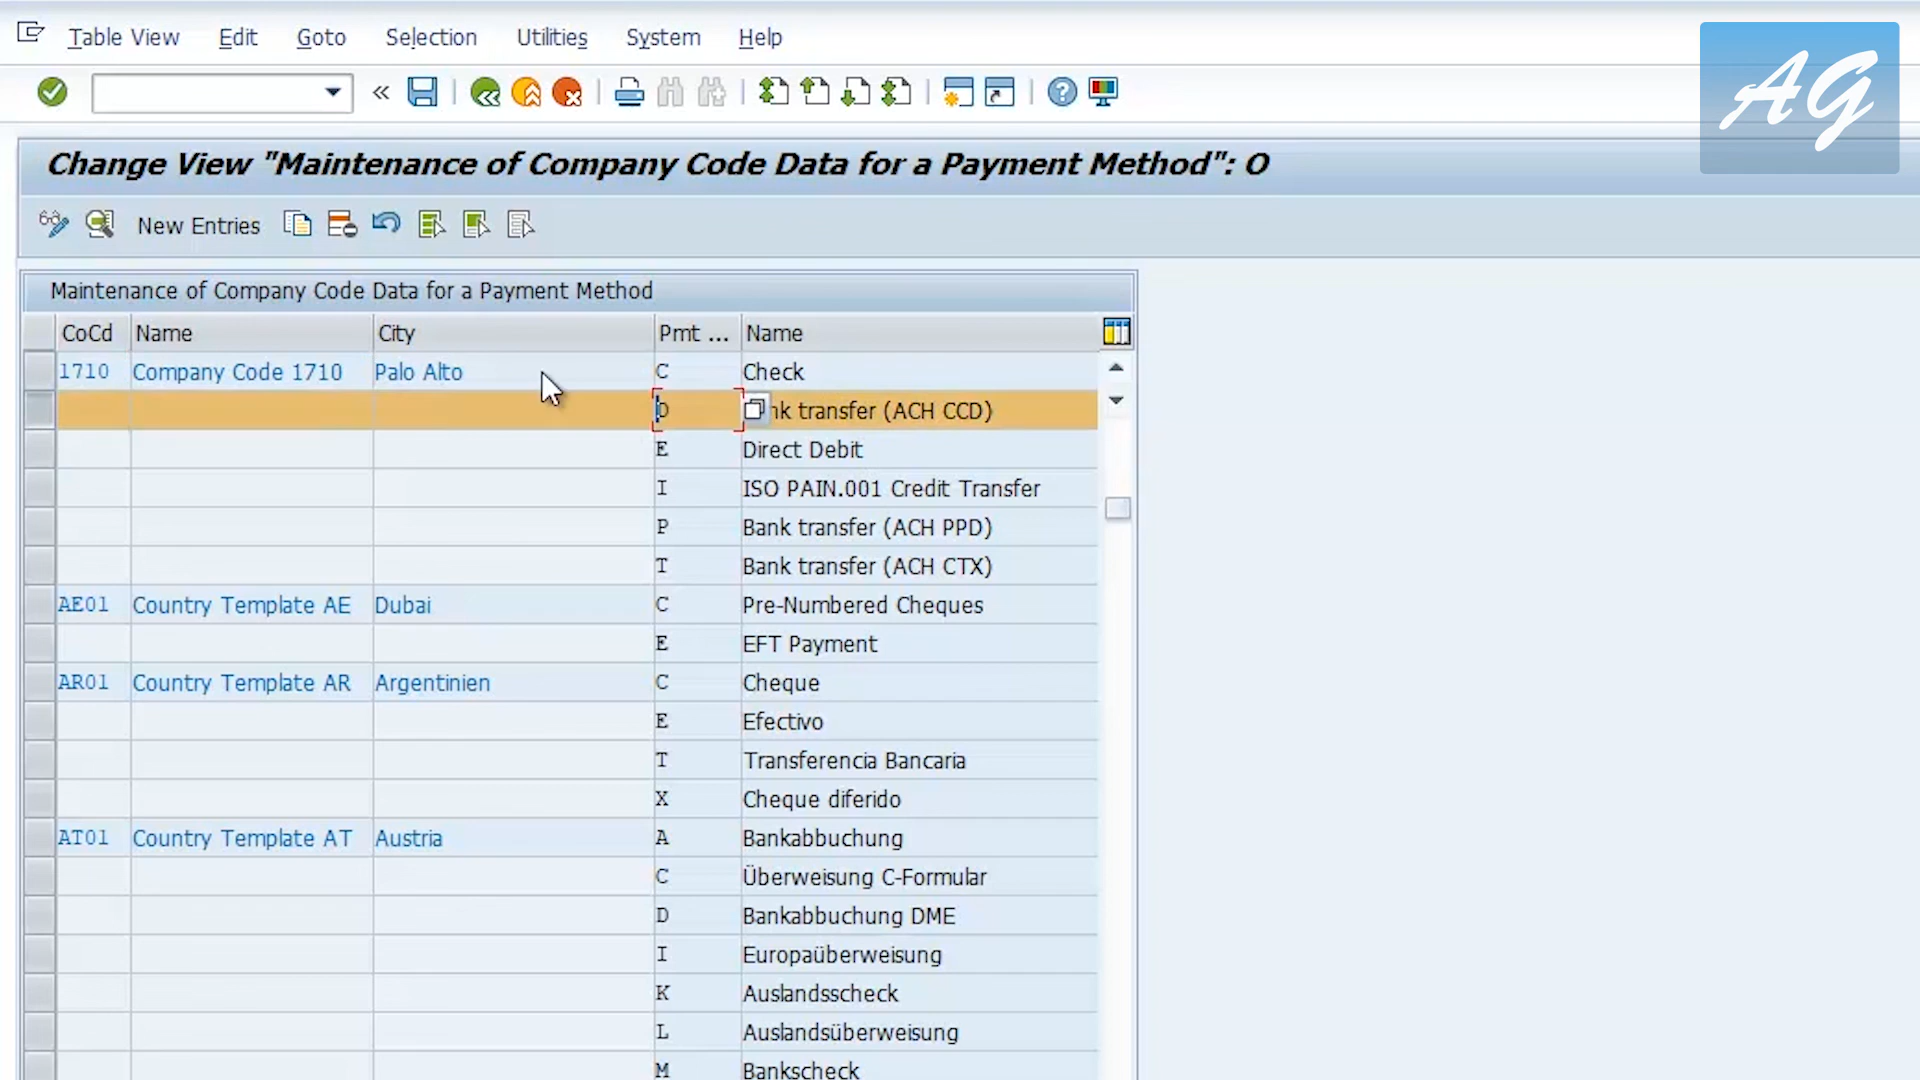 Table View Edit Goto Selection Utilities System Help
AG
Change View "Maintenance of Company Code Data for a Payment Method": O
New Entries
Maintenance of Company Code Data for a Payment Method
CoCd Name City Pmt ... Name
1710 Company Code 1710 Palo Alto C Check
D nk transfer (ACH CCD)
E Direct Debit
I ISO PAIN.001 Credit Transfer
P Bank transfer (ACH PPD)
T Bank transfer (ACH CTX)
AE01 Country Template AE Dubai C Pre-Numbered Cheques
E EFT Payment
AR01 Country Template AR Argentinien C Cheque
E Efectivo
T Transferencia Bancaria
X Cheque diferido
AT01 Country Template AT Austria A Bankabbuchung
C Überweisung C-Formular
D Bankabbuchung DME
I Europaüberweisung
K Auslandsscheck
L Auslandsüberweisung
M Bankscheck